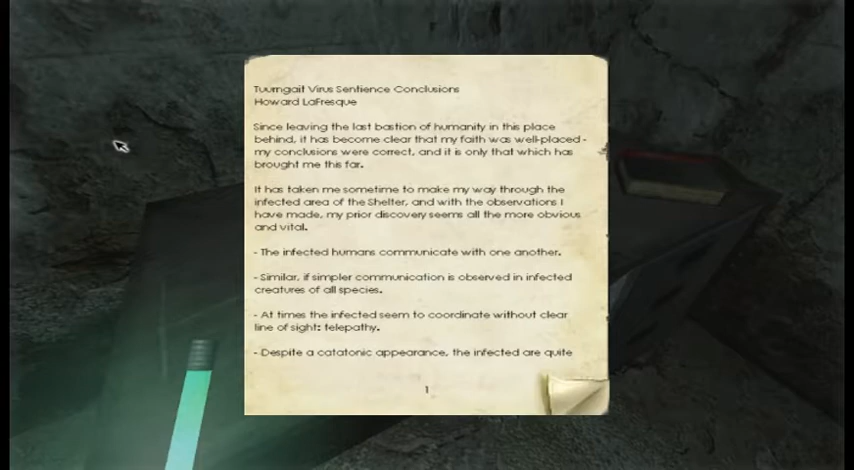 Tuurngait Virus Sentience Conclusions
Howard LaFresque
Since leaving the last bastion of humanity in this place
behind, it has become clear that my faith was well-placed -
my conclusions were correct, and it is only that which has
brought me this far.
It has taken me sometime to make my way through the
infected area of the Shelter, and with the observations I
have made, my prior discovery seems all the more obvious
and vital.
- The infected humans communicate with one another.
- Similar, if simpler communication is observed in infected
creatures of all species.
- At times the infected seem to coordinate without clear
line of sight: telepathy.
- Despite a catatonic appearance, the infected are quite
1